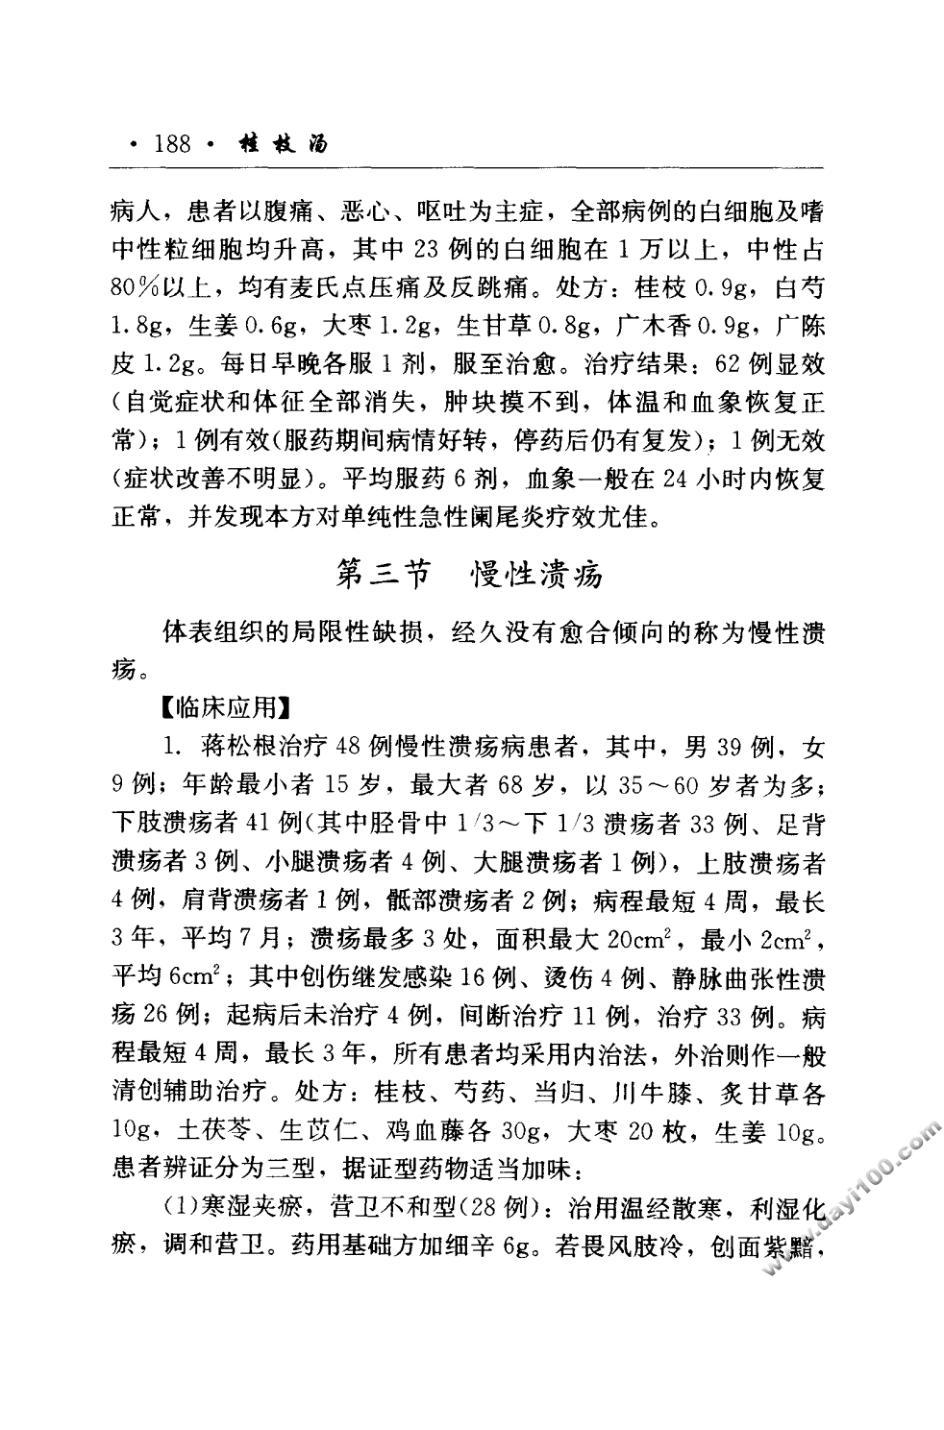 · 188 · 桂枝汤
病人，患者以腹痛、恶心、呕吐为主症，全部病例的白细胞及嗜
中性粒细胞均升高，其中 23 例的白细胞在 1 万以上，中性占
80％以上，均有麦氏点压痛及反跳痛。处方：桂枝 0.9g，白芍
1.8g，生姜 0.6g，大枣 1.2g，生甘草 0.8g，广木香 0.9g，广陈
皮 1.2g。每日早晚各服 1 剂，服至治愈。治疗结果：62 例显效
（自觉症状和体征全部消失，肿块摸不到，体温和血象恢复正
常）；1 例有效（服药期间病情好转，停药后仍有复发）；1 例无效
（症状改善不明显）。平均服药 6 剂，血象一般在 24 小时内恢复
正常，并发现本方对单纯性急性阑尾炎疗效尤佳。
第三节　慢性溃疡
体表组织的局限性缺损，经久没有愈合倾向的称为慢性溃
疡。
【临床应用】
1. 蒋松根治疗 48 例慢性溃疡病患者，其中，男 39 例，女
9 例；年龄最小者 15 岁，最大者 68 岁，以 35～60 岁者为多；
下肢溃疡者 41 例（其中胫骨中 1/3～下 1/3 溃疡者 33 例、足背
溃疡者 3 例、小腿溃疡者 4 例、大腿溃疡者 1 例），上肢溃疡者
4 例，肩背溃疡者 1 例，骶部溃疡者 2 例；病程最短 4 周，最长
3 年，平均 7 月；溃疡最多 3 处，面积最大 20cm²，最小 2cm²，
平均 6cm²；其中创伤继发感染 16 例、烫伤 4 例、静脉曲张性溃
疡 26 例；起病后未治疗 4 例，间断治疗 11 例，治疗 33 例。病
程最短 4 周，最长 3 年，所有患者均采用内治法，外治则作一般
清创辅助治疗。处方：桂枝、芍药、当归、川牛膝、炙甘草各
10g，土茯苓、生苡仁、鸡血藤各 30g，大枣 20 枚，生姜 10g。
患者辨证分为三型，据证型药物适当加味：
（1）寒湿夹瘀，营卫不和型（28 例）：治用温经散寒，利湿化
瘀，调和营卫。药用基础方加细辛 6g。若畏风肢冷，创面紫黯，
www.dayi100.com